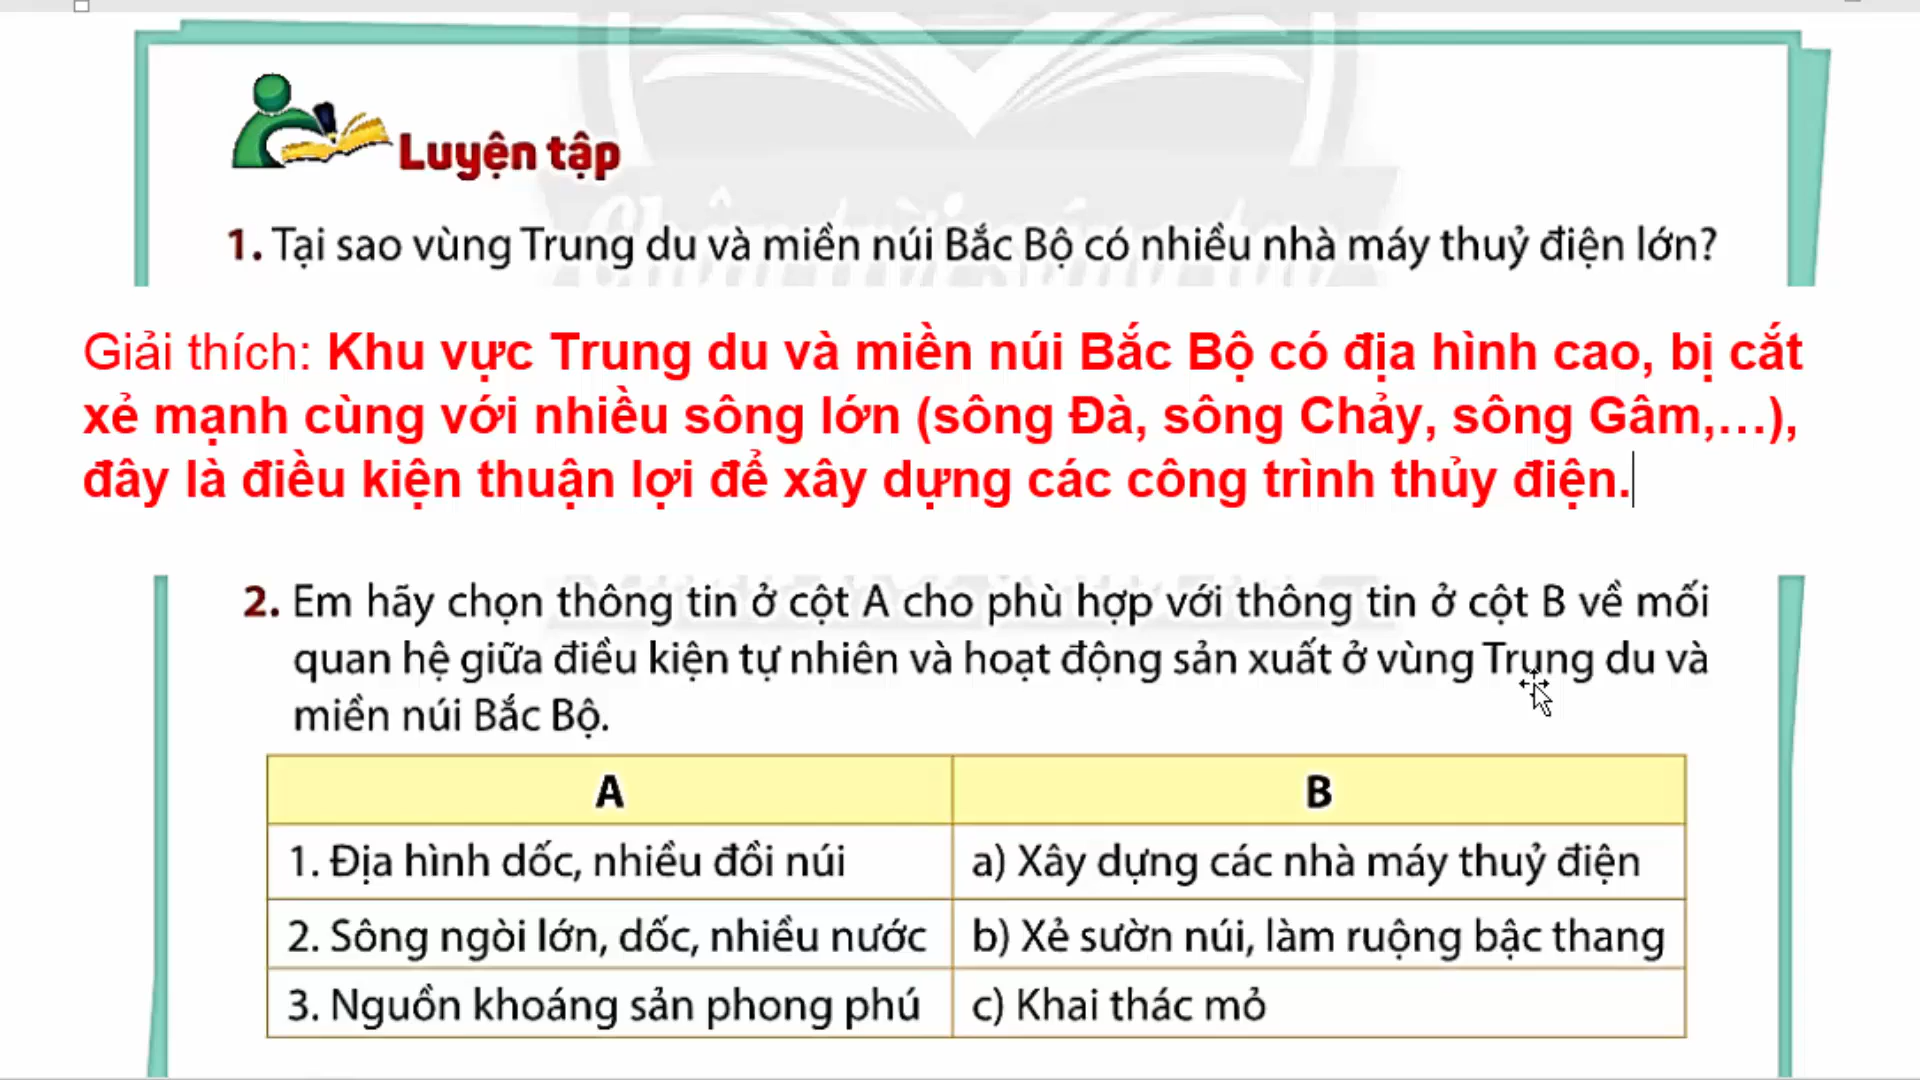 Luyện tập
1. Tại sao vùng Trung du và miền núi Bắc Bộ có nhiều nhà máy thuỷ điện lớn?
Giải thích: Khu vực Trung du và miền núi Bắc Bộ có địa hình cao, bị cắt
xẻ mạnh cùng với nhiều sông lớn (sông Đà, sông Chảy, sông Gâm,...),
đây là điều kiện thuận lợi để xây dựng các công trình thủy điện.
2. Em hãy chọn thông tin ở cột A cho phù hợp với thông tin ở cột B về mối
quan hệ giữa điều kiện tự nhiên và hoạt động sản xuất ở vùng Trung du và
miền núi Bắc Bộ.
A B
1. Địa hình dốc, nhiều đồi núi a) Xây dựng các nhà máy thuỷ điện
2. Sông ngòi lớn, dốc, nhiều nước b) Xẻ sườn núi, làm ruộng bậc thang
3. Nguồn khoáng sản phong phú c) Khai thác mỏ